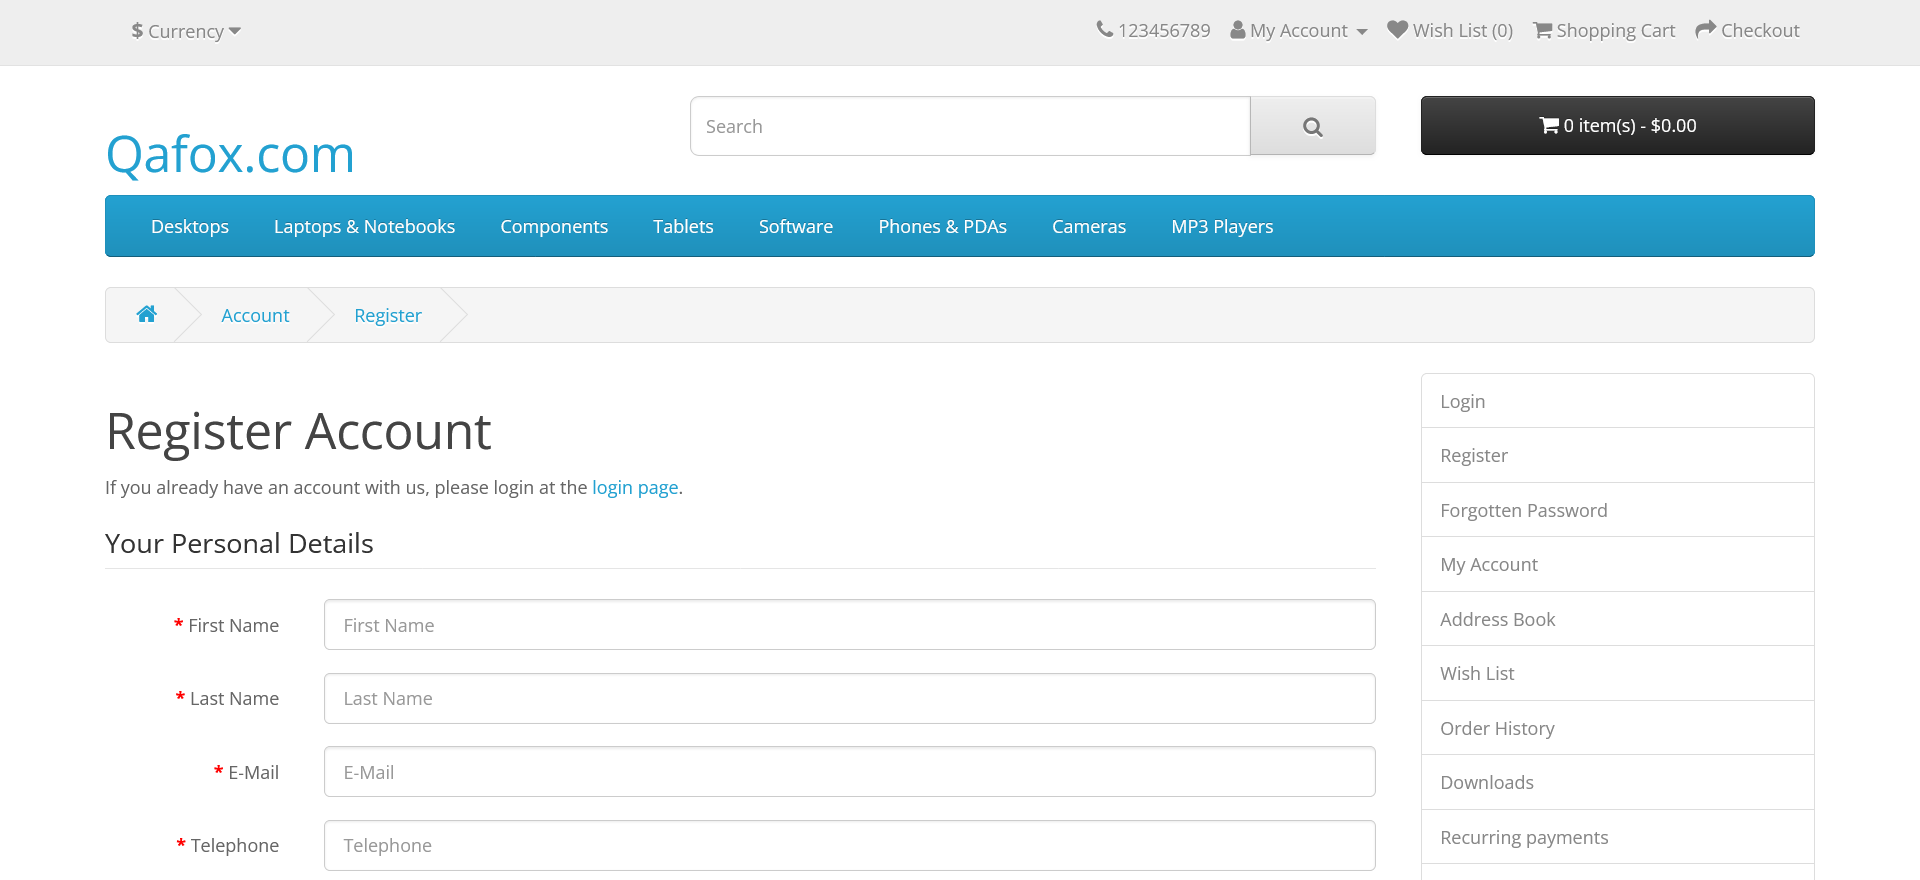 $ Currency
123456789 My Account Wish List (0) Shopping Cart Checkout
Qafox.com
Search
0 item(s) - $0.00
Desktops Laptops & Notebooks Components Tablets Software Phones & PDAs Cameras MP3 Players
Account Register
Register Account
If you already have an account with us, please login at the login page.
Your Personal Details
* First Name First Name
* Last Name Last Name
* E-Mail E-Mail
* Telephone Telephone
Login
Register
Forgotten Password
My Account
Address Book
Wish List
Order History
Downloads
Recurring payments